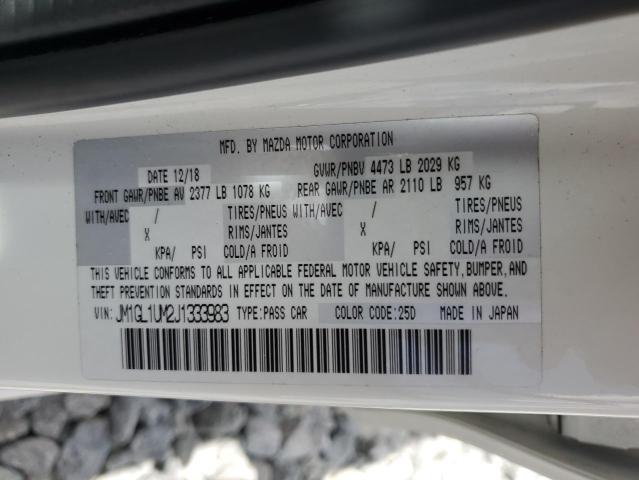 MFD. BY MAZDA MOTOR CORPORATION
DATE 12/18 GVWR/PNBV 4473 LB 2029 KG
FRONT GAWR/PNBE AV 2377 LB 1078 KG REAR GAWR/PNBE AR 2110 LB 957 KG
WITH/AVEC / TIRES/PNEUS WITH/AVEC / TIRES/PNEUS
X RIMS/JANTES X RIMS/JANTES
KPA/ PSI COLD/A FROID KPA/ PSI COLD/A FROID
THIS VEHICLE CONFORMS TO ALL APPLICABLE FEDERAL MOTOR VEHICLE SAFETY, BUMPER, AND
THEFT PREVENTION STANDARDS IN EFFECT ON THE DATE OF MANUFACTURE SHOWN ABOVE.
VIN: JM1GL1UM2J1333983 TYPE:PASS CAR COLOR CODE:25D MADE IN JAPAN